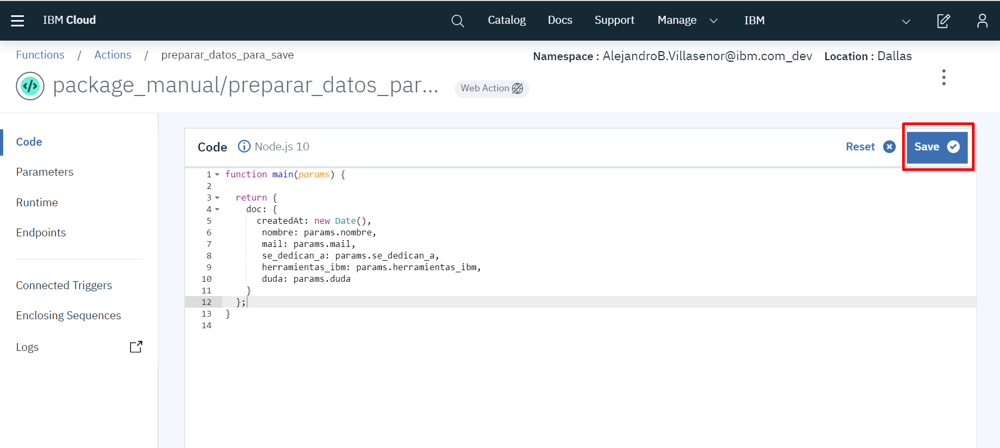 IBM Cloud Catalog Docs Support Manage IBM
Functions / Actions / preparar_datos_para_save Namespace : AlejandroB.Villasenor@ibm.com_dev Location : Dallas
package_manual/preparar_datos_par... Web Action
Code
Parameters
Runtime
Endpoints
Connected Triggers
Enclosing Sequences
Logs
Code Node.js 10 Reset Save
1 function main(params) {
2
3 return {
4 doc: {
5 createdAt: new Date(),
6 nombre: params.nombre,
7 mail: params.mail,
8 se_dedican_a: params.se_dedican_a,
9 herramientas_ibm: params.herramientas_ibm,
10 duda: params.duda
11 }
12 };
13 }
14